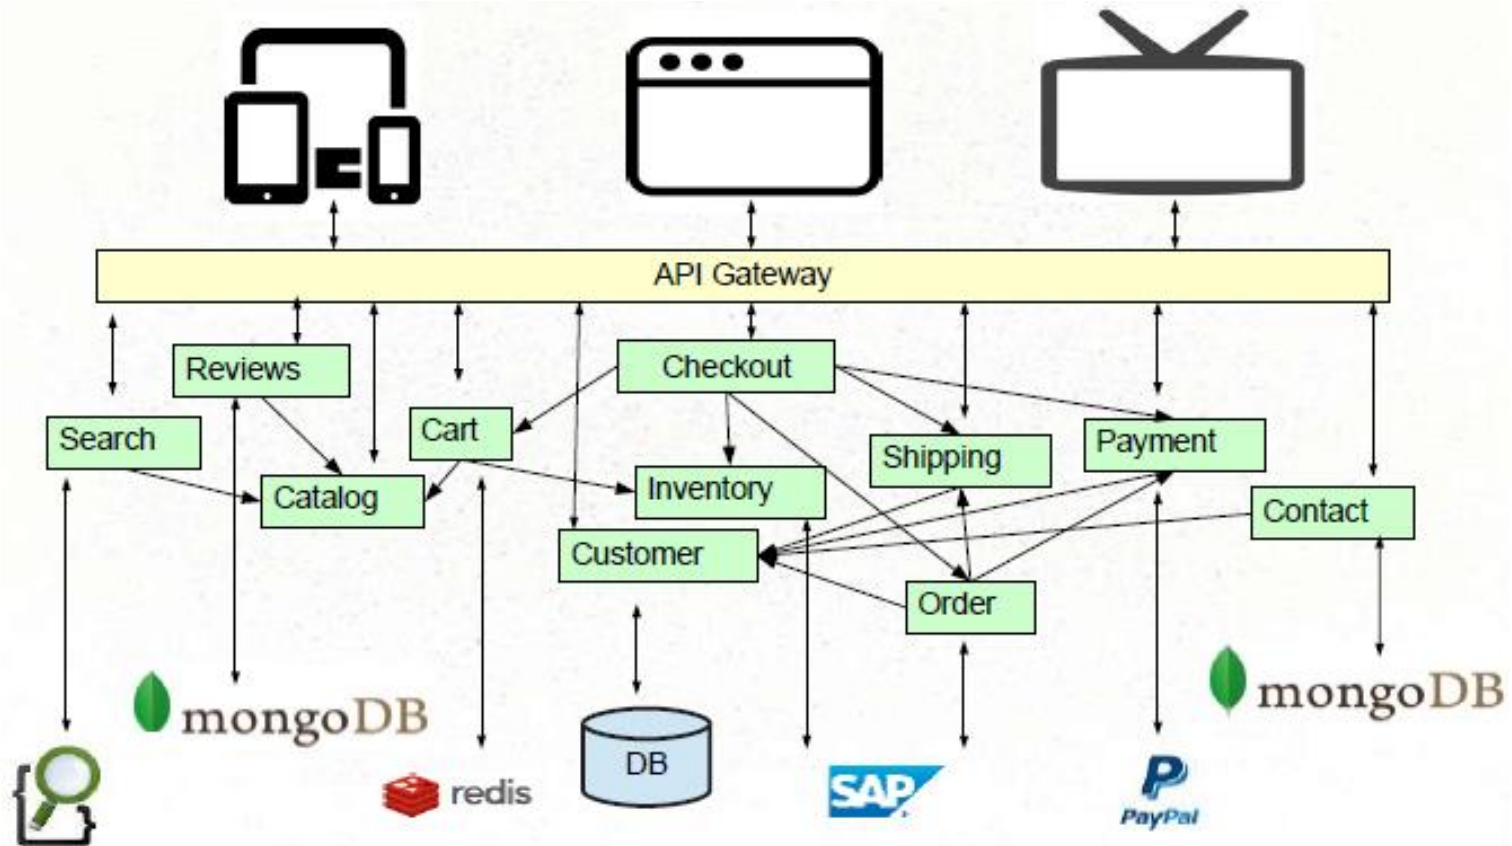 API Gateway
Reviews
Checkout
Search
Cart
Shipping
Payment
Catalog
Inventory
Contact
Customer
Order
mongoDB
mongoDB
DB
redis
SAP
PayPal